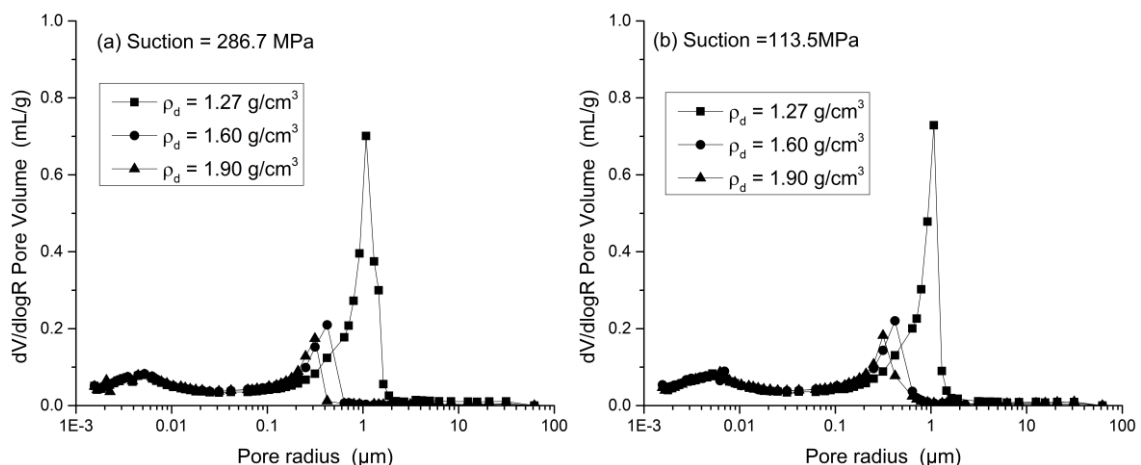 (a) Suction = 286.7 MPa
ρd = 1.27 g/cm³
ρd = 1.60 g/cm³
ρd = 1.90 g/cm³
dV/dlogR Pore Volume (mL/g)
1.0
0.8
0.6
0.4
0.2
0.0
1E-3 0.01 0.1 1 10 100
Pore radius (μm)
(b) Suction =113.5MPa
ρd = 1.27 g/cm³
ρd = 1.60 g/cm³
ρd = 1.90 g/cm³
dV/dlogR Pore Volume (mL/g)
1.0
0.8
0.6
0.4
0.2
0.0
1E-3 0.01 0.1 1 10 100
Pore radius (μm)